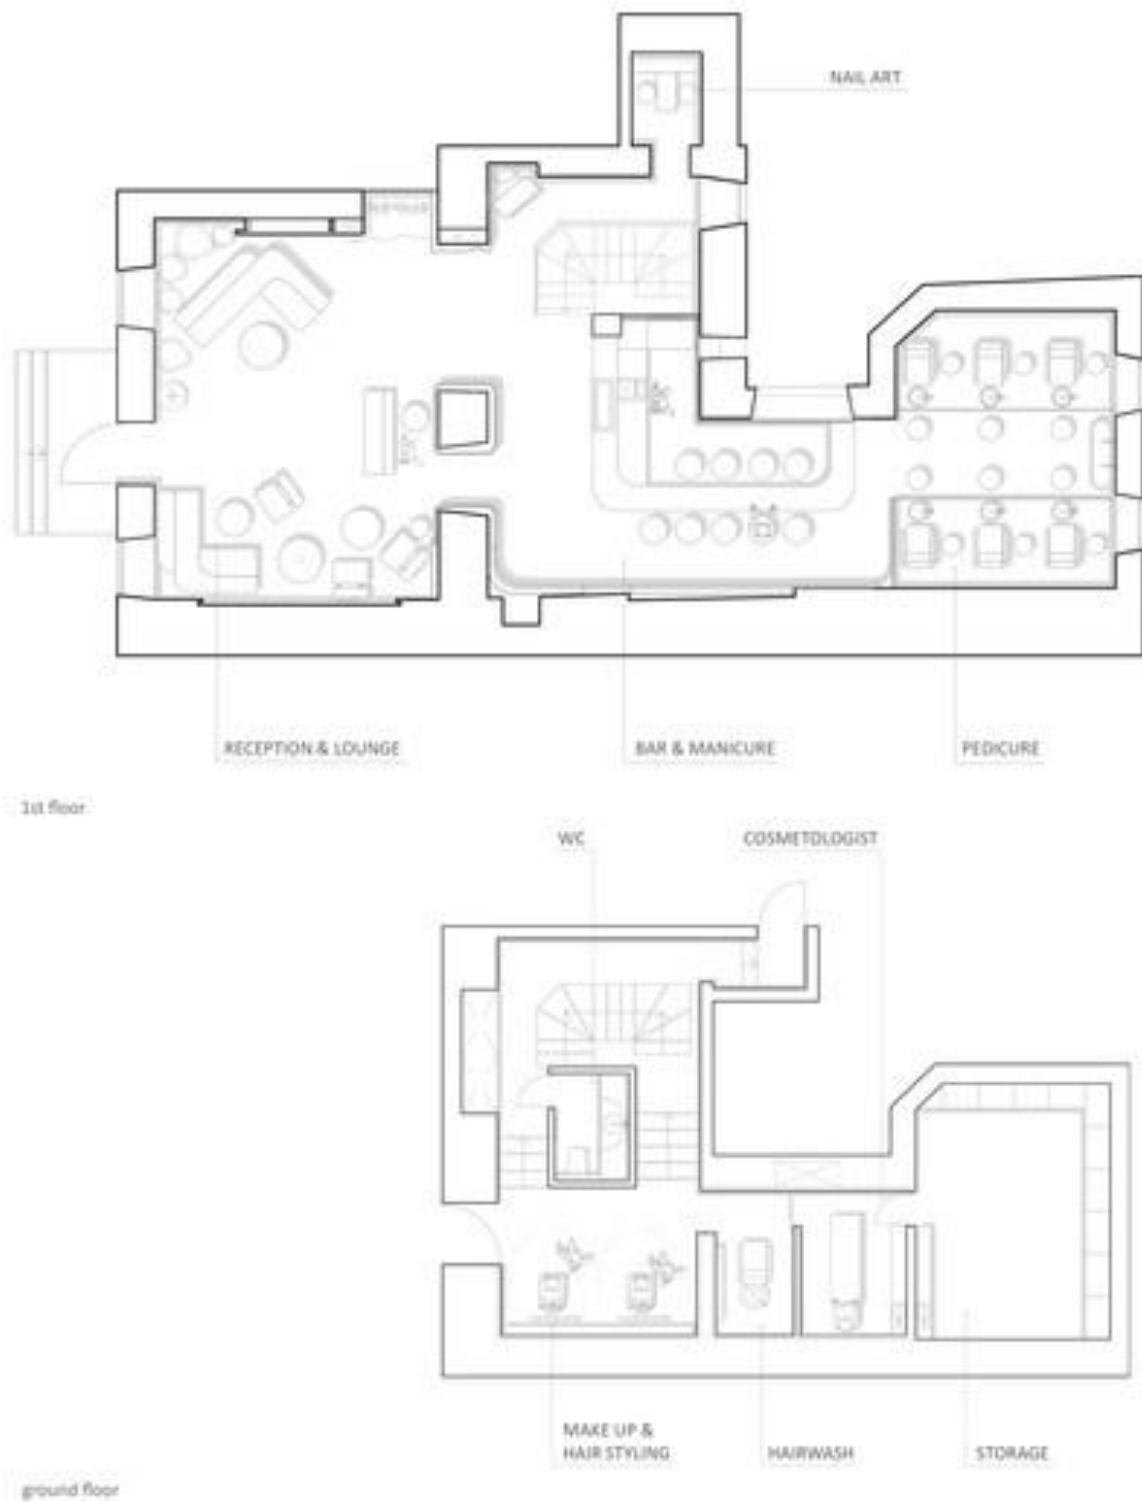 NAIL ART
RECEPTION & LOUNGE
BAR & MANICURE
PEDICURE
1st floor
WC
COSMETOLOGIST
MAKE UP &
HAIR STYLING
HAIRWASH
STORAGE
ground floor